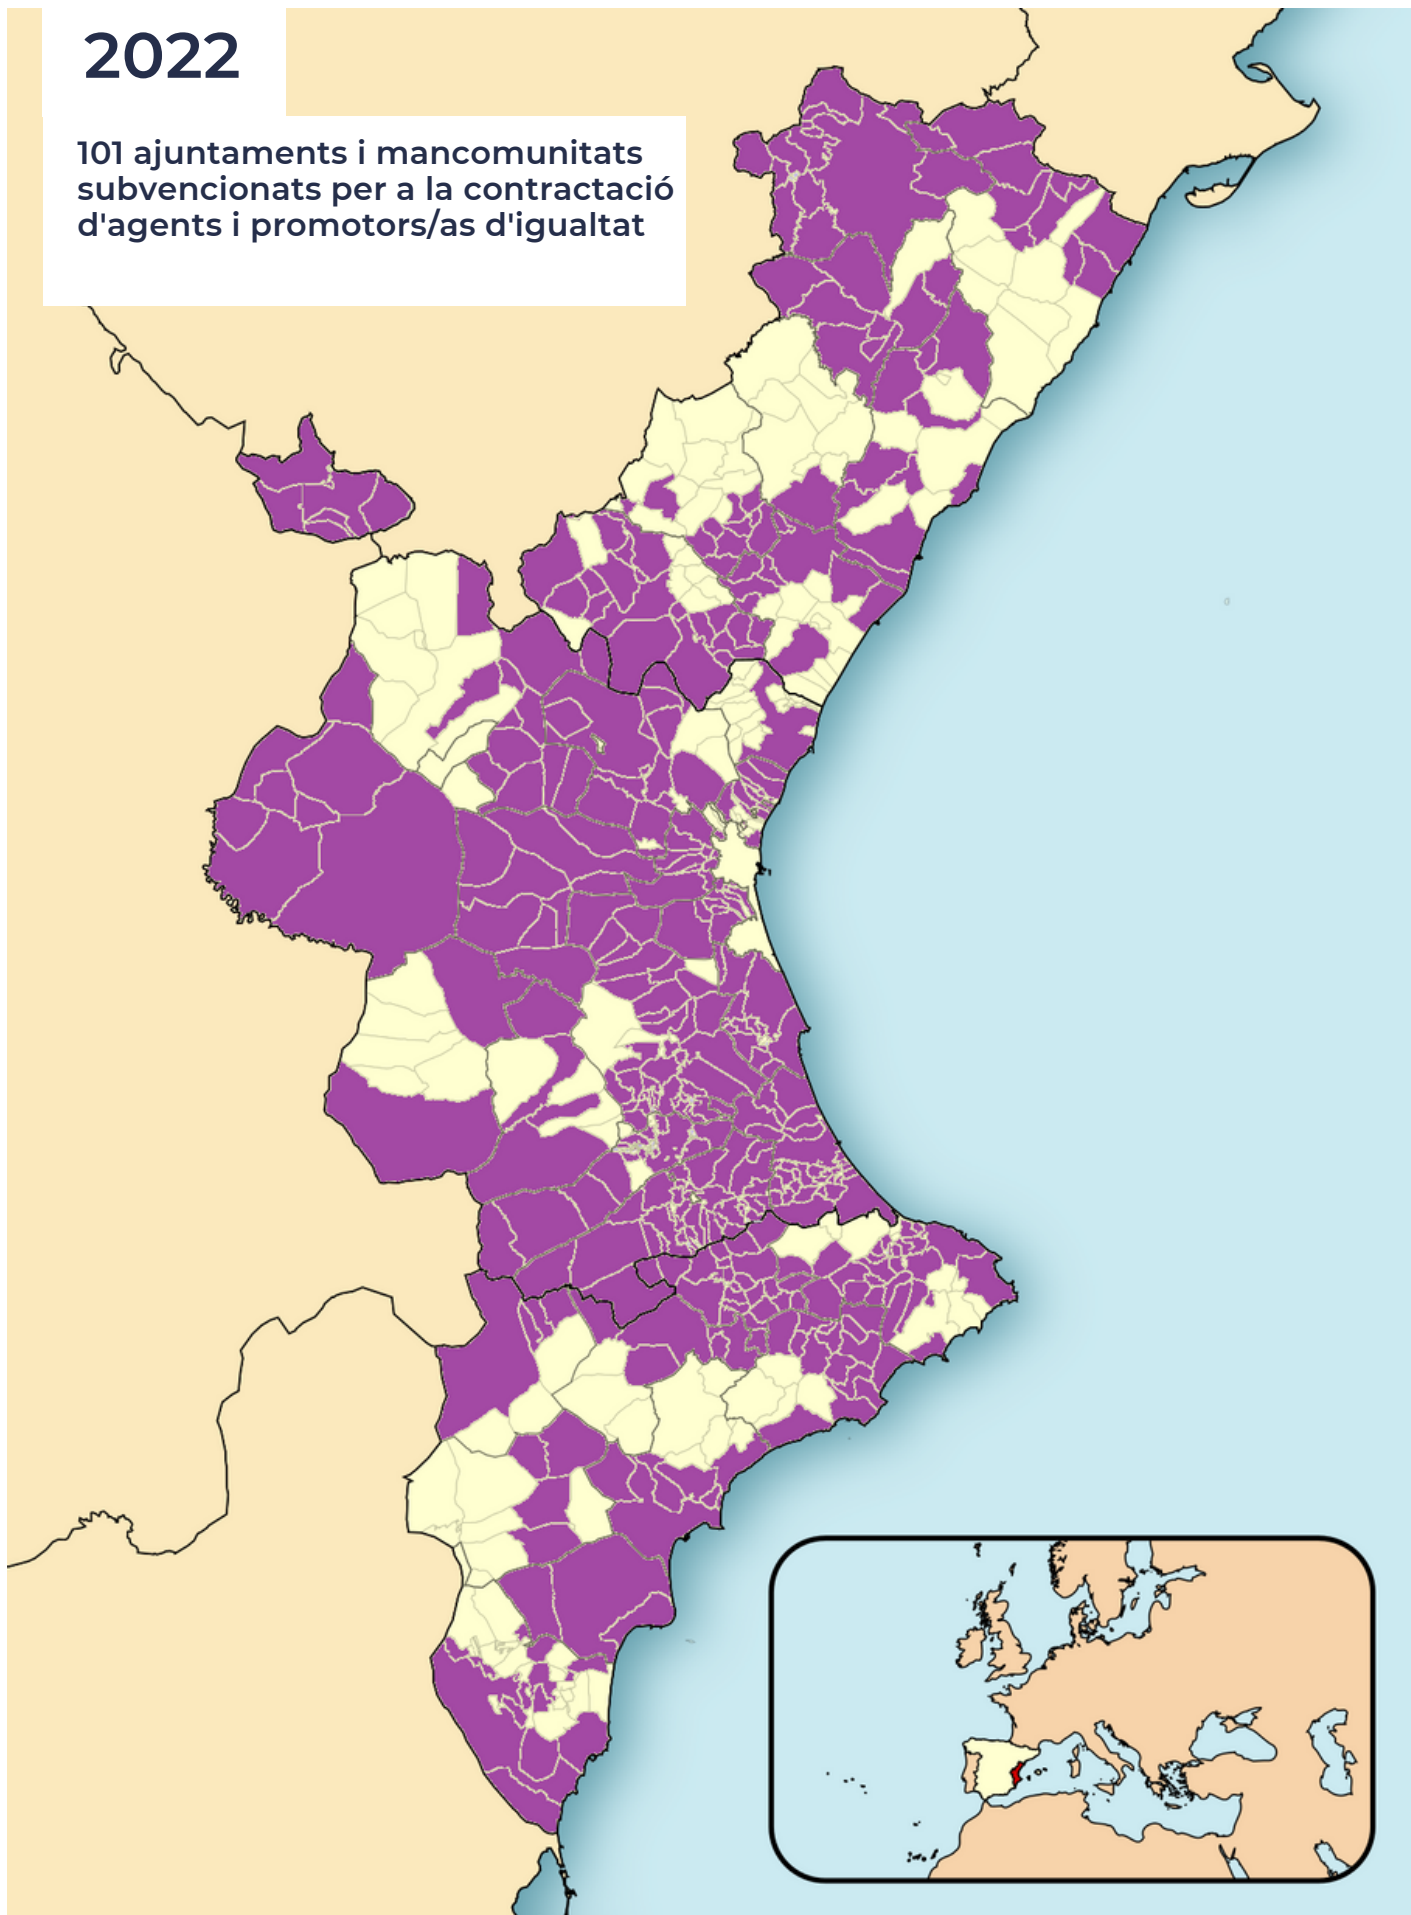 2022
101 ajuntaments i mancomunitats
subvencionats per a la contractació
d'agents i promotors/as d'igualtat